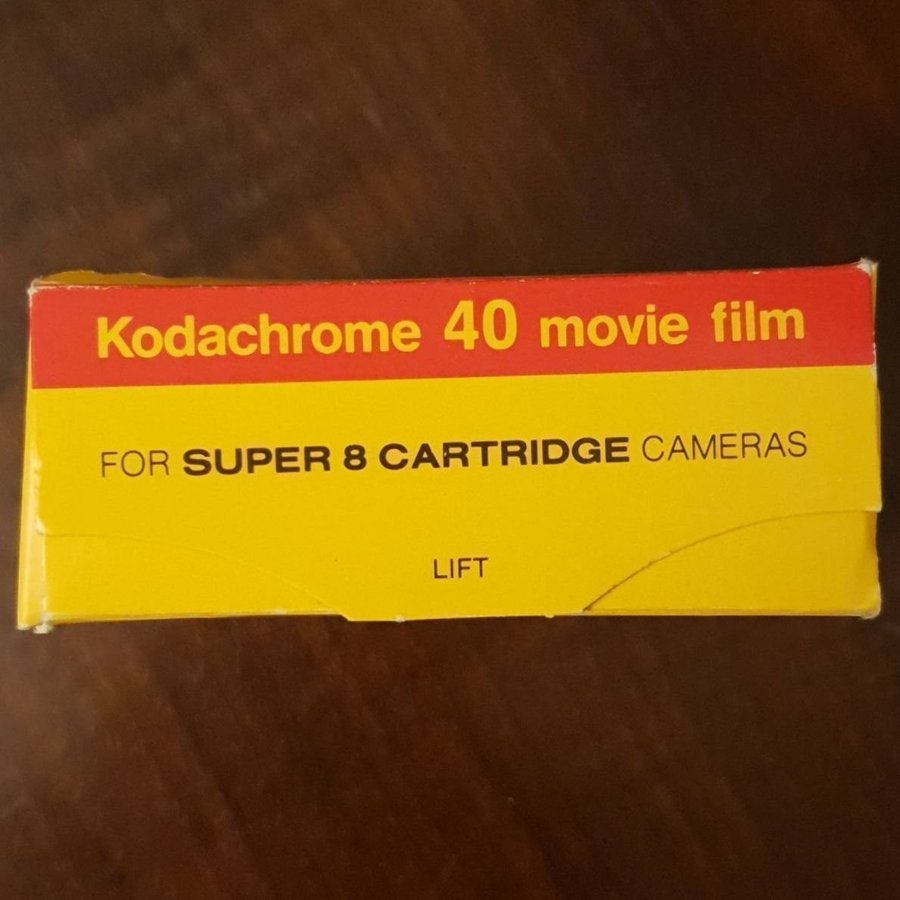 Kodachrome 40 movie film
FOR SUPER 8 CARTRIDGE CAMERAS
LIFT